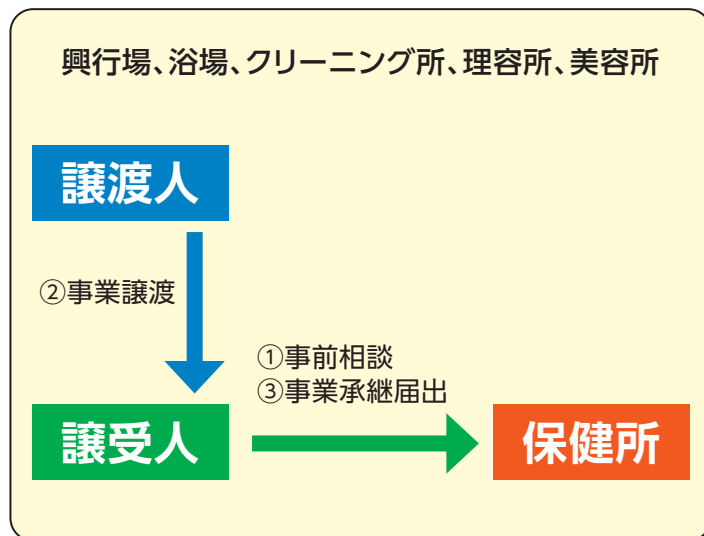 興行場、浴場、クリーニング所、理容所、美容所
譲渡人
②事業譲渡
①事前相談
③事業承継届出
譲受人
保健所